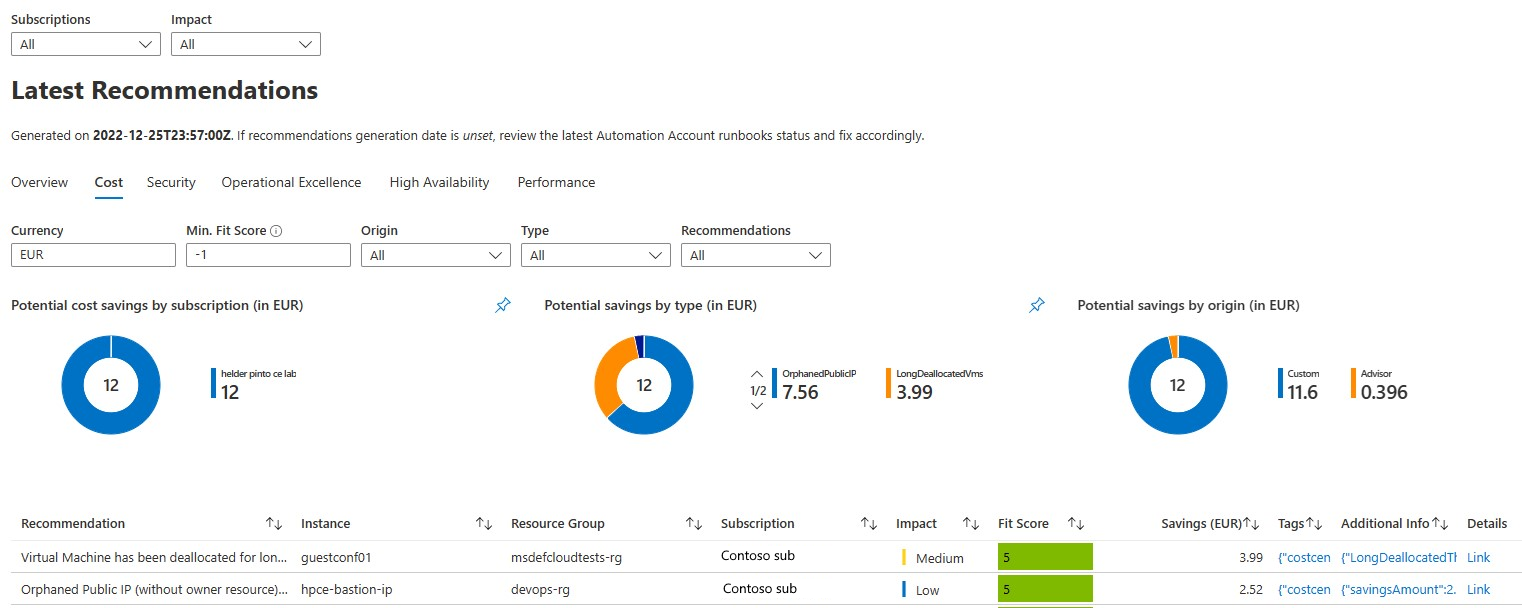 Subscriptions Impact
All All
Latest Recommendations
Generated on 2022-12-25T23:57:00Z. If recommendations generation date is unset, review the latest Automation Account runbooks status and fix accordingly.
Overview Cost Security Operational Excellence High Availability Performance
Currency Min. Fit Score Origin Type Recommendations
EUR -1 All All All
Potential cost savings by subscription (in EUR) Potential savings by type (in EUR) Potential savings by origin (in EUR)
12 helder pinto ce lab 12
12 1/2 OrphanedPublicIP 7.56 LongDeallocatedVms 3.99
12 Custom 11.6 Advisor 0.396
Recommendation Instance Resource Group Subscription Impact Fit Score Savings (EUR) Tags Additional Info Details
Virtual Machine has been deallocated for lon... guestconf01 msdefcloudtests-rg Contoso sub Medium 5 3.99 {"costcen {"LongDeallocatedTh Link
Orphaned Public IP (without owner resource)... hpce-bastion-ip devops-rg Contoso sub Low 5 2.52 {"costcen {"savingsAmount":2. Link